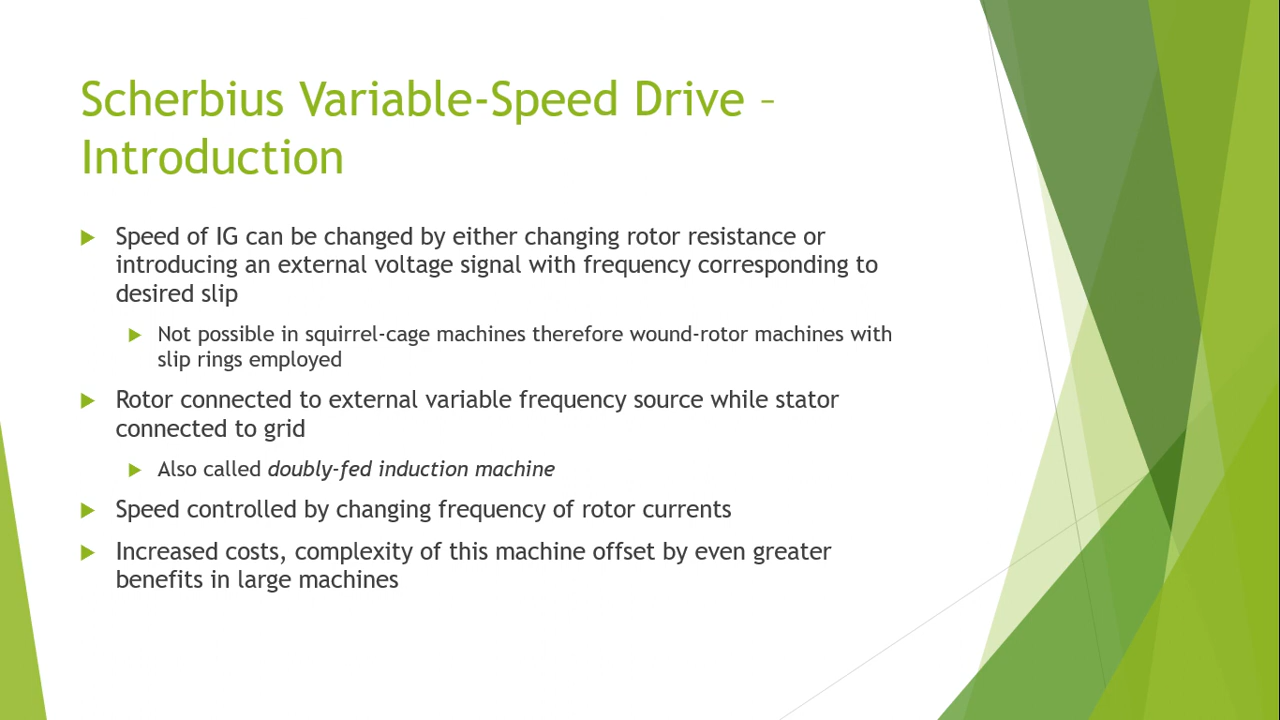 Scherbius Variable-Speed Drive –
Introduction
Speed of IG can be changed by either changing rotor resistance or
introducing an external voltage signal with frequency corresponding to
desired slip
Not possible in squirrel-cage machines therefore wound-rotor machines with
slip rings employed
Rotor connected to external variable frequency source while stator
connected to grid
Also called doubly-fed induction machine
Speed controlled by changing frequency of rotor currents
Increased costs, complexity of this machine offset by even greater
benefits in large machines